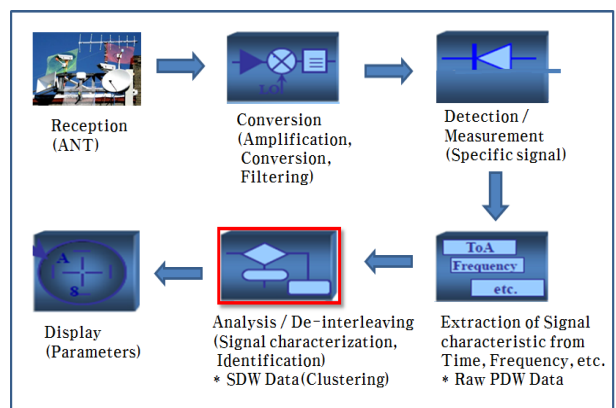 Reception
(ANT)
LO
Conversion
(Amplification,
Conversion,
Filtering)
Detection /
Measurement
(Specific signal)
ToA
Frequency
etc.
Extraction of Signal
characteristic from
Time, Frequency, etc.
* Raw PDW Data
Analysis / De-interleaving
(Signal characterization,
Identification)
* SDW Data(Clustering)
A
8
Display
(Parameters)